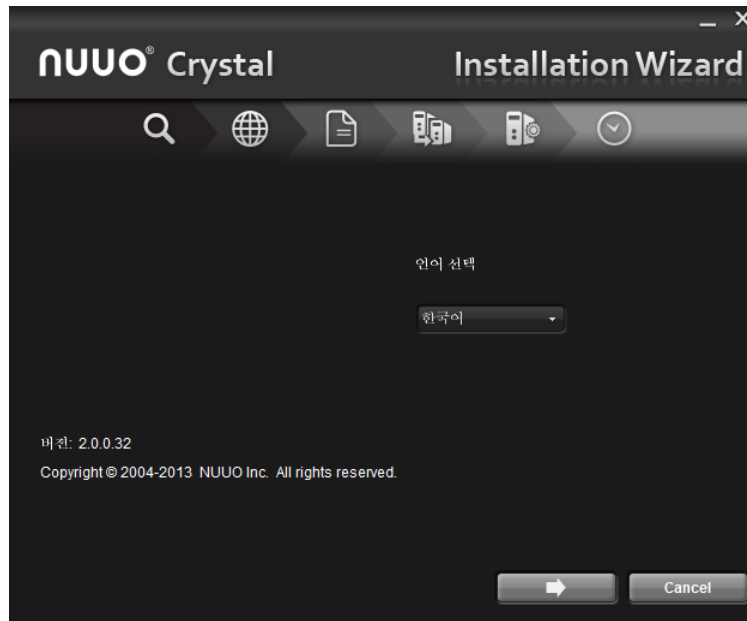 NUUO® Crystal
Installation Wizard
언어 선택
한국어
버전: 2.0.0.32
Copyright © 2004-2013 NUUO Inc. All rights reserved.
Cancel